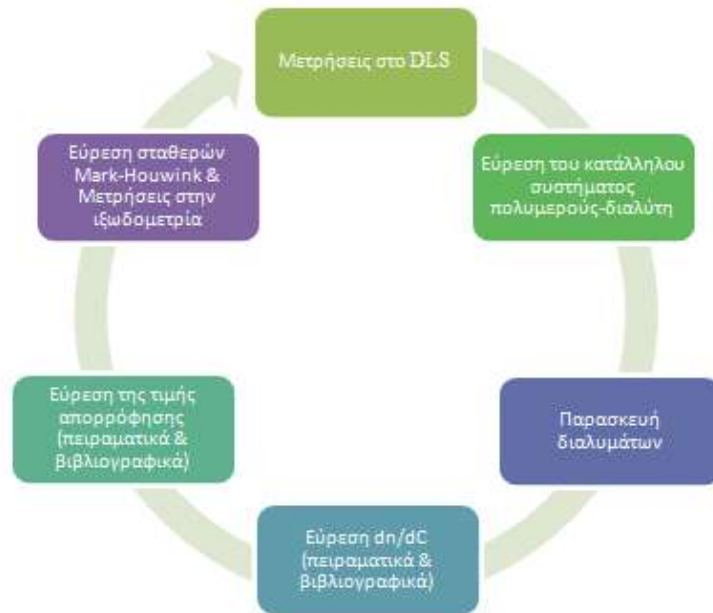 Μετρήσεις στο DLS
Εύρεση του κατάλληλου
συστήματος
πολυμερούς-διαλύτη
Παρασκευή
διαλυμάτων
Εύρεση dn/dC
(πειραματικά &
βιβλιογραφικά)
Εύρεση της τιμής
απορρόφησης
(πειραματικά &
βιβλιογραφικά)
Εύρεση σταθερών
Mark-Houwink &
Μετρήσεις στην
ιξωδομετρία